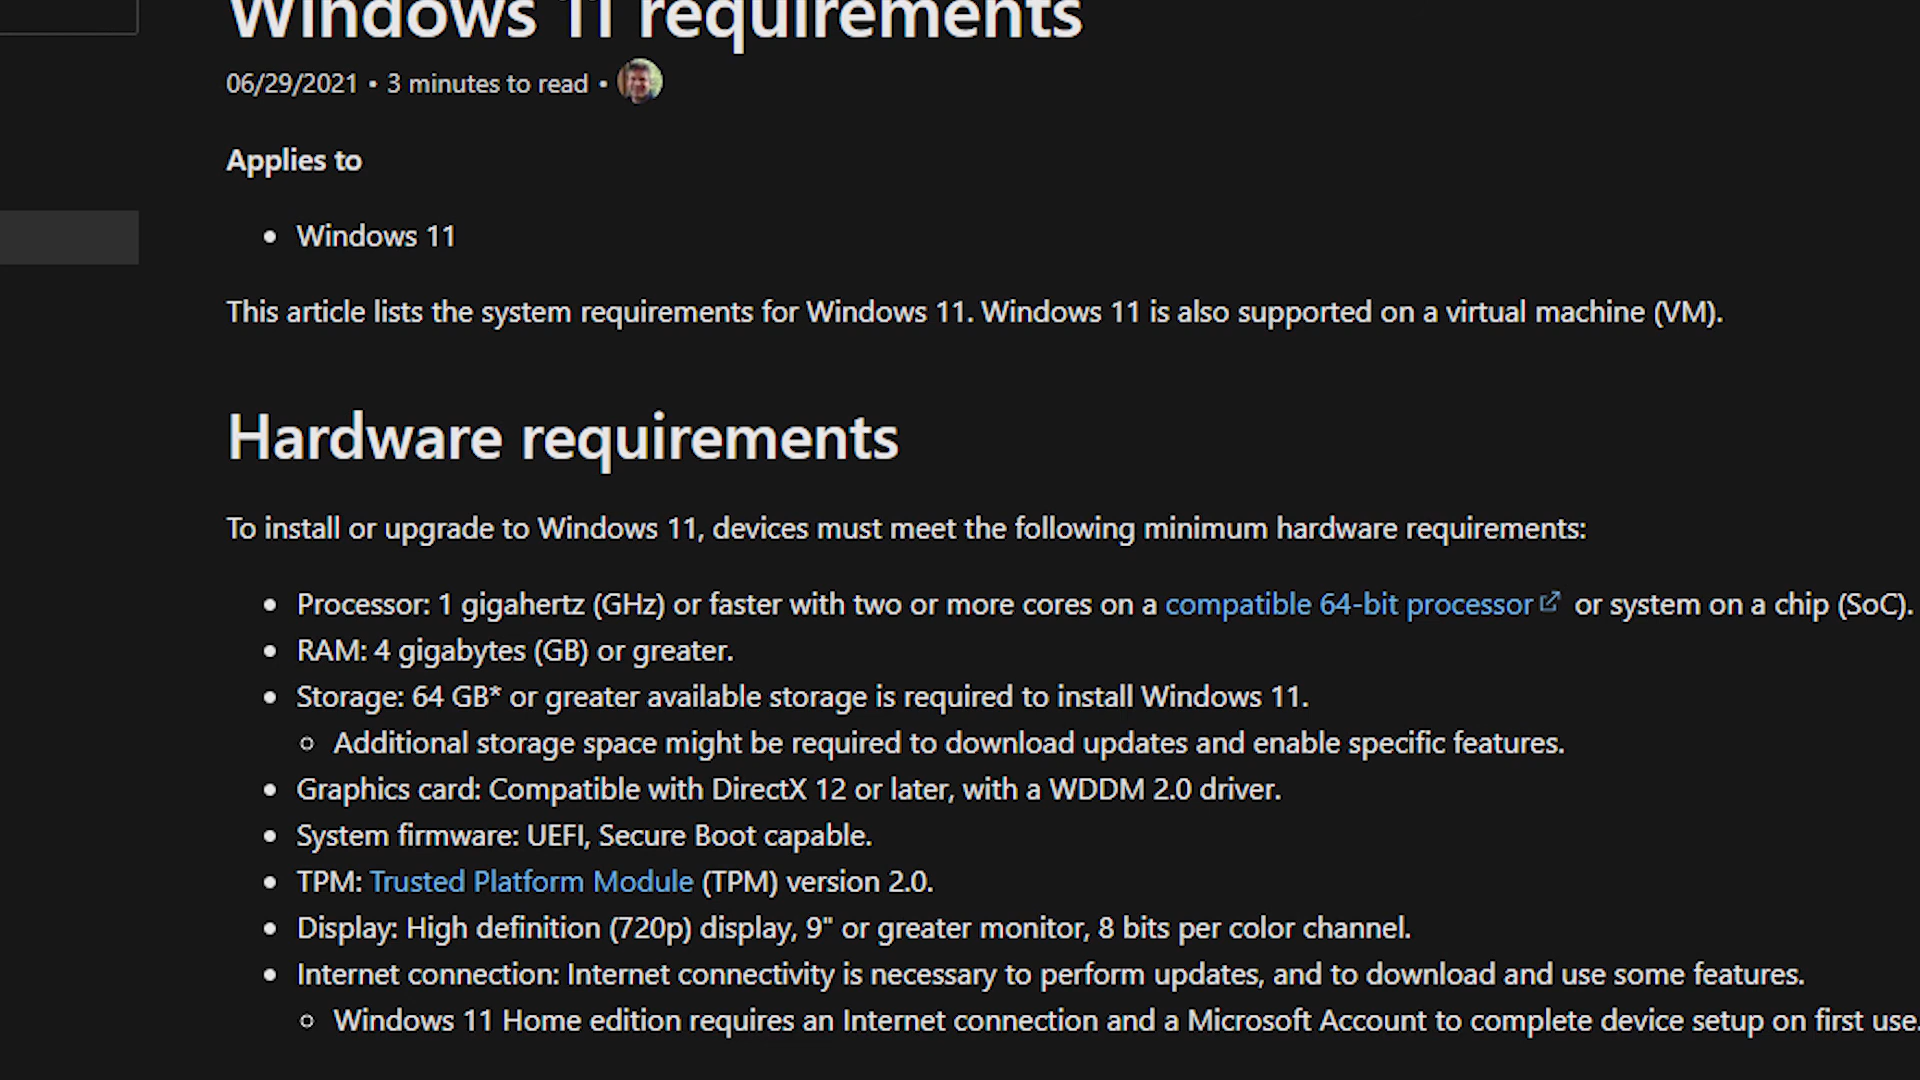 Windows 11 requirements
06/29/2021 • 3 minutes to read •
Applies to
• Windows 11
This article lists the system requirements for Windows 11. Windows 11 is also supported on a virtual machine (VM).
Hardware requirements
To install or upgrade to Windows 11, devices must meet the following minimum hardware requirements:
• Processor: 1 gigahertz (GHz) or faster with two or more cores on a compatible 64-bit processor or system on a chip (SoC).
• RAM: 4 gigabytes (GB) or greater.
• Storage: 64 GB* or greater available storage is required to install Windows 11.
○ Additional storage space might be required to download updates and enable specific features.
• Graphics card: Compatible with DirectX 12 or later, with a WDDM 2.0 driver.
• System firmware: UEFI, Secure Boot capable.
• TPM: Trusted Platform Module (TPM) version 2.0.
• Display: High definition (720p) display, 9" or greater monitor, 8 bits per color channel.
• Internet connection: Internet connectivity is necessary to perform updates, and to download and use some features.
○ Windows 11 Home edition requires an Internet connection and a Microsoft Account to complete device setup on first use.